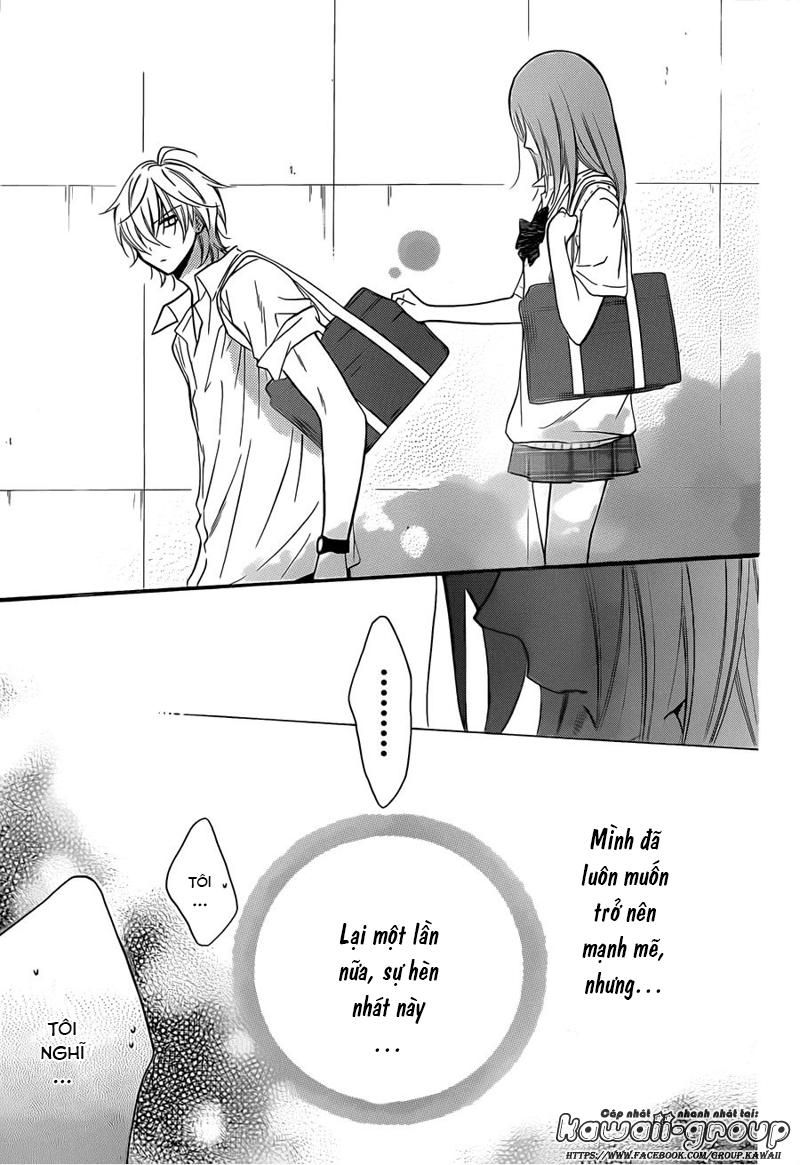 ........
Mình đã
luôn muốn
trở nên
mạnh mẽ,
nhưng...
Lại một lần
nữa, sự hèn
nhát này
...
TÔI
...
TÔI
NGHĨ
...
Cập nhật nhanh nhất tại:
kawaii-group
HTTPS://WWW.FACEBOOK.COM/GROUP.KAWAII